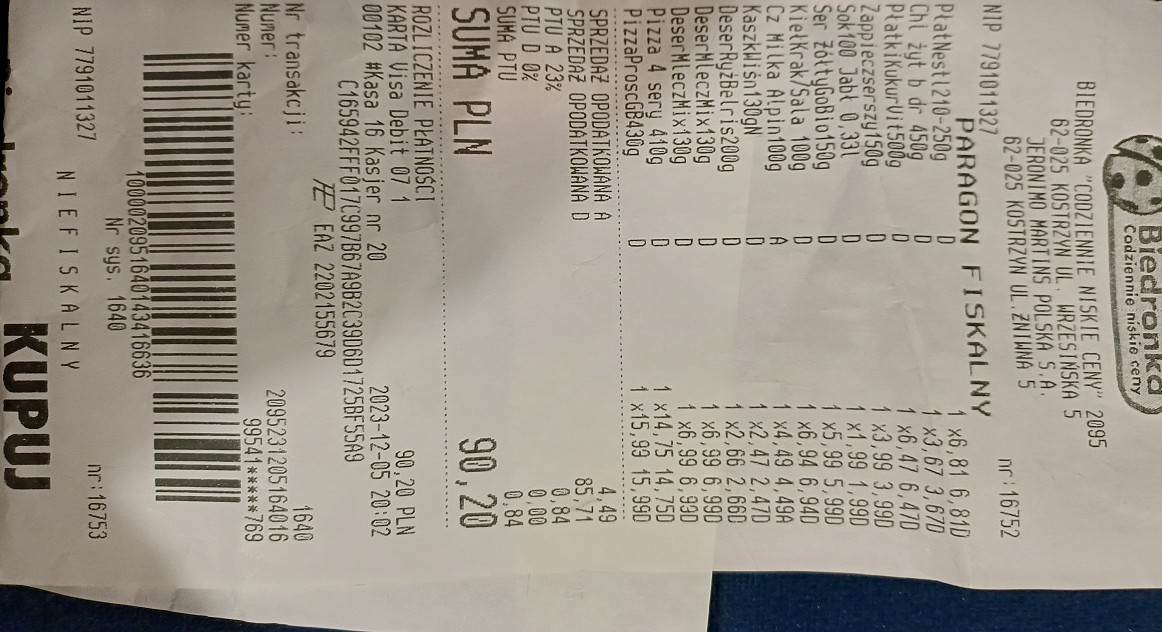 Biedronka
Codziennie niskie ceny
BIEDRONKA "CODZIENNIE NISKIE CENY" 2095
62-025 KOSTRZYN UL. WRZESIŃSKA 5
JERONIMO MARTINS POLSKA S.A.
62-025 KOSTRZYN UL.ŻNIWNA 5
NIP 7791011327 nr:16752
PARAGON FISKALNY
PłatNestl210-250g D 1 x6,81 6,81D
Chl żyt b dr 450g D 1 x3,67 3,67D
PłatkiKukurVit500g D 1 x6,47 6,47D
Zappieczserszy150g D 1 x3,99 3,99D
Sok100 Jabł 0,33l D 1 x1,99 1,99D
Ser ŻółtyGoBio150g D 1 x5,99 5,99D
KiełKrak/Sała 100g D 1 x6,94 6,94D
Cz Milka Alpin100g A 1 x4,49 4,49A
KaszkWiśn130gN D 1 x2,47 2,47D
DeserRyżBelris200g D 1 x2,66 2,66D
DeserMleczMix130g D 1 x6,99 6,99D
DeserMleczMix130g D 1 x6,99 6,99D
Pizza 4 sery 410g D 1 x14,75 14,75D
PizzaProscGB430g D 1 x15,99 15,99D
SPRZEDAŻ OPODATKOWANA A 4,49
SPRZEDAŻ OPODATKOWANA D 85,71
PTU A 23% 0,84
PTU D 0% 0,00
SUMA PTU 0,84
SUMA PLN 90,20
ROZLICZENIE PŁATNOŚCI
KARTA Visa Debit 07 1 90,20 PLN
00102 #Kasa 16 Kasjer nr 20 2023-12-05 20:02
C165942FFF017C997B67A9B2C39D6D1725BF55A9
EAZ 2202155679
Nr transakcji: 1640
Numer: 2095231205164016
Numer karty: 99541*****769
1000020951640143416636
Nr sys. 1640
NIEFISKALNY
NIP 7791011327 nr:16753
KUPUJ